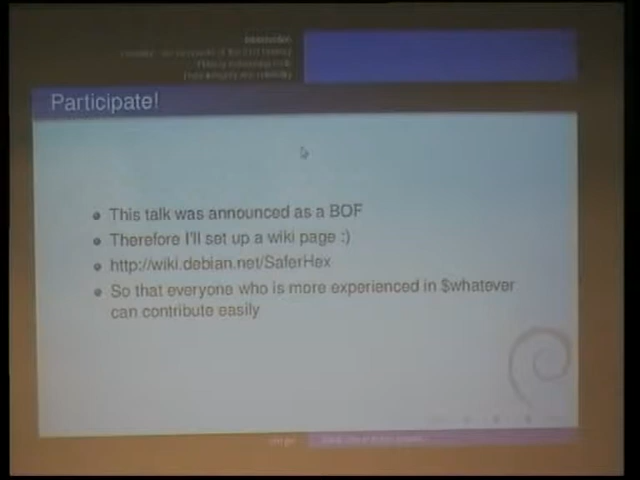 Participate!
This talk was announced as a BOF
Therefore I'll set up a wiki page :)
http://wiki.debian.net/SaferHex
So that everyone who is more experienced in $whatever
can contribute easily